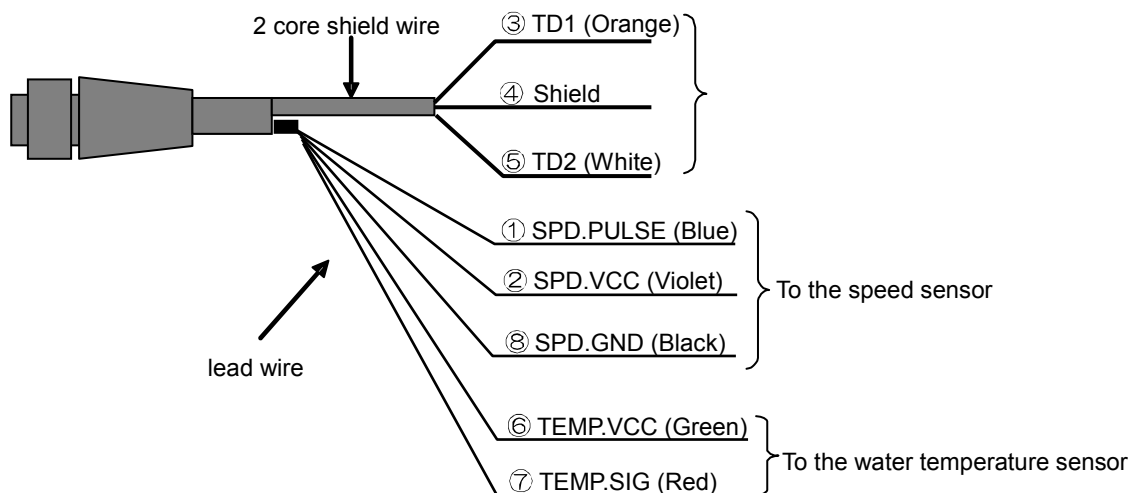 2 core shield wire
③ TD1 (Orange)
④ Shield
⑤ TD2 (White)
① SPD.PULSE (Blue)
② SPD.VCC (Violet)
To the speed sensor
⑧ SPD.GND (Black)
lead wire
⑥ TEMP.VCC (Green)
To the water temperature sensor
⑦ TEMP.SIG (Red)